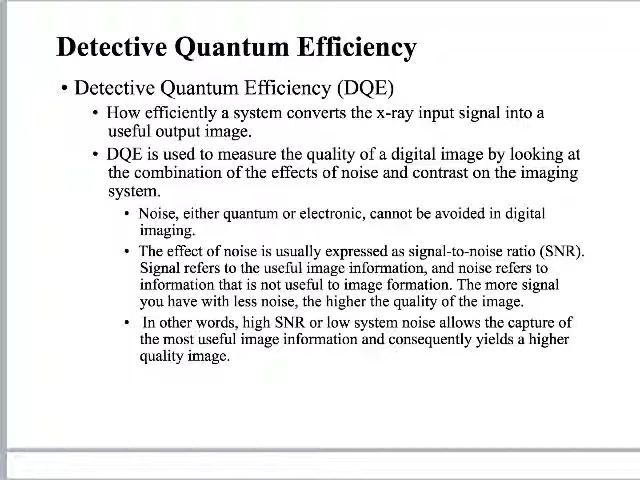 Detective Quantum Efficiency
• Detective Quantum Efficiency (DQE)
• How efficiently a system converts the x-ray input signal into a
useful output image.
• DQE is used to measure the quality of a digital image by looking at
the combination of the effects of noise and contrast on the imaging
system.
• Noise, either quantum or electronic, cannot be avoided in digital
imaging.
• The effect of noise is usually expressed as signal-to-noise ratio (SNR).
Signal refers to the useful image information, and noise refers to
information that is not useful to image formation. The more signal
you have with less noise, the higher the quality of the image.
• In other words, high SNR or low system noise allows the capture of
the most useful image information and consequently yields a higher
quality image.